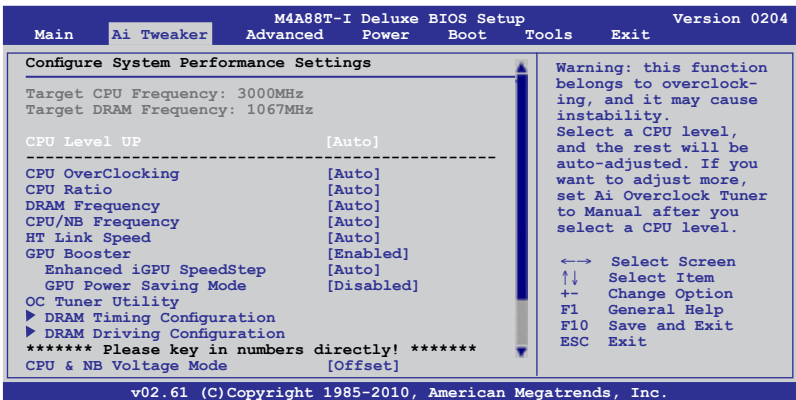 M4A88T-I Deluxe BIOS Setup Version 0204
Main Ai Tweaker Advanced Power Boot Tools Exit
Configure System Performance Settings
Target CPU Frequency: 3000MHz
Target DRAM Frequency: 1067MHz
CPU Level UP [Auto]
--------------------------------------------------
CPU OverClocking [Auto]
CPU Ratio [Auto]
DRAM Frequency [Auto]
CPU/NB Frequency [Auto]
HT Link Speed [Auto]
GPU Booster [Enabled]
Enhanced iGPU SpeedStep [Auto]
GPU Power Saving Mode [Disabled]
OC Tuner Utility
DRAM Timing Configuration
DRAM Driving Configuration
******* Please key in numbers directly! *******
CPU & NB Voltage Mode [Offset]
Warning: this function
belongs to overclock-
ing, and it may cause
instability.
Select a CPU level,
and the rest will be
auto-adjusted. If you
want to adjust more,
set Ai Overclock Tuner
to Manual after you
select a CPU level.
←→ Select Screen
↑↓ Select Item
+- Change Option
F1 General Help
F10 Save and Exit
ESC Exit
v02.61 (C)Copyright 1985-2010, American Megatrends, Inc.